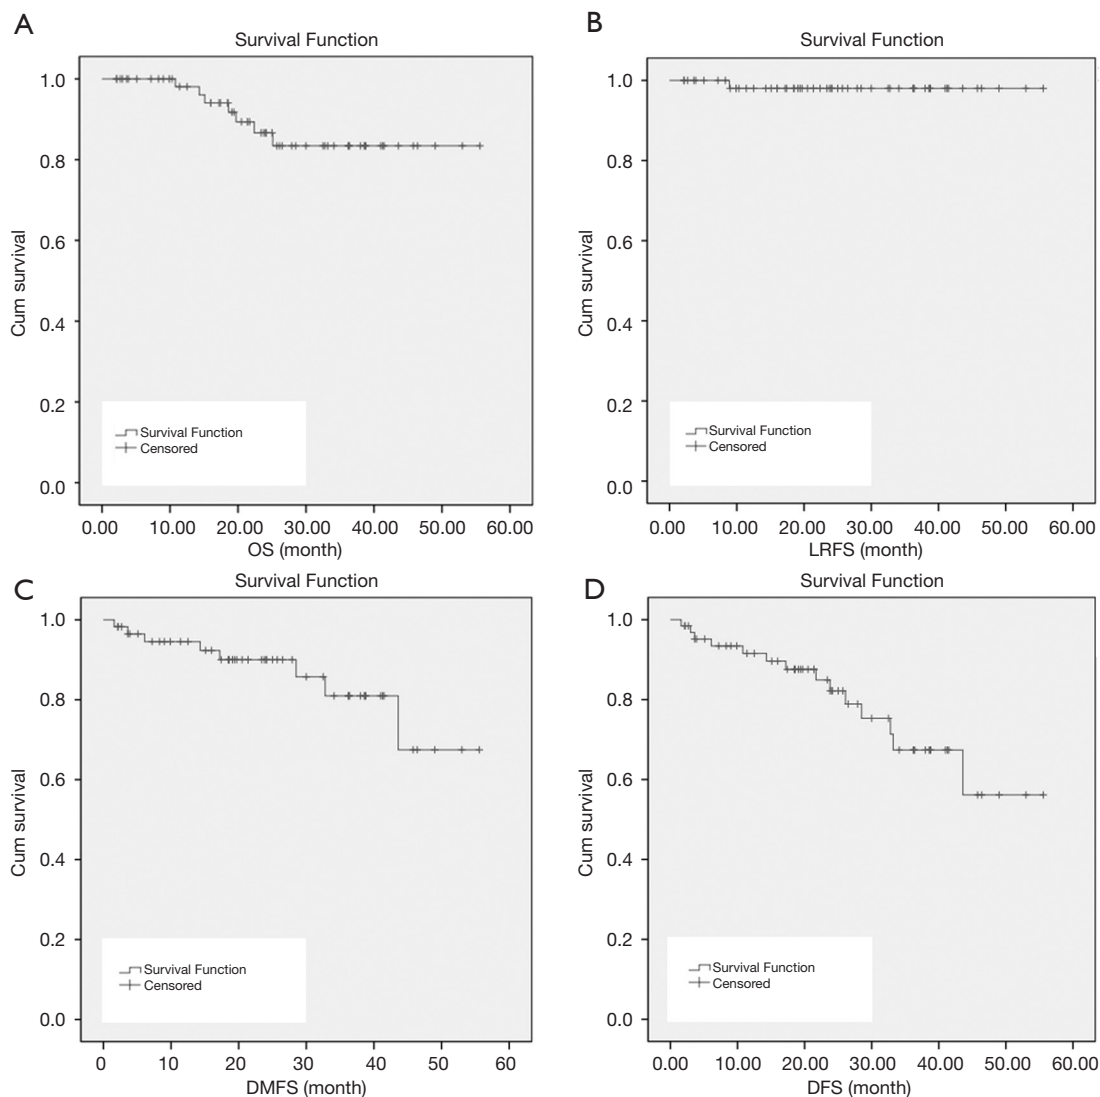 A
Survival Function
1.0
0.8
0.6
0.4
0.2
0.0
Cum survival
Survival Function
Censored
0.00 10.00 20.00 30.00 40.00 50.00 60.00
OS (month)
B
Survival Function
1.0
0.8
0.6
0.4
0.2
0.0
Cum survival
Survival Function
Censored
0.00 10.00 20.00 30.00 40.00 50.00 60.00
LRFS (month)
C
Survival Function
1.0
0.8
0.6
0.4
0.2
0.0
Cum survival
Survival Function
Censored
0 10 20 30 40 50 60
DMFS (month)
D
Survival Function
1.0
0.8
0.6
0.4
0.2
0.0
Cum survival
Survival Function
Censored
0.00 10.00 20.00 30.00 40.00 50.00 60.00
DFS (month)